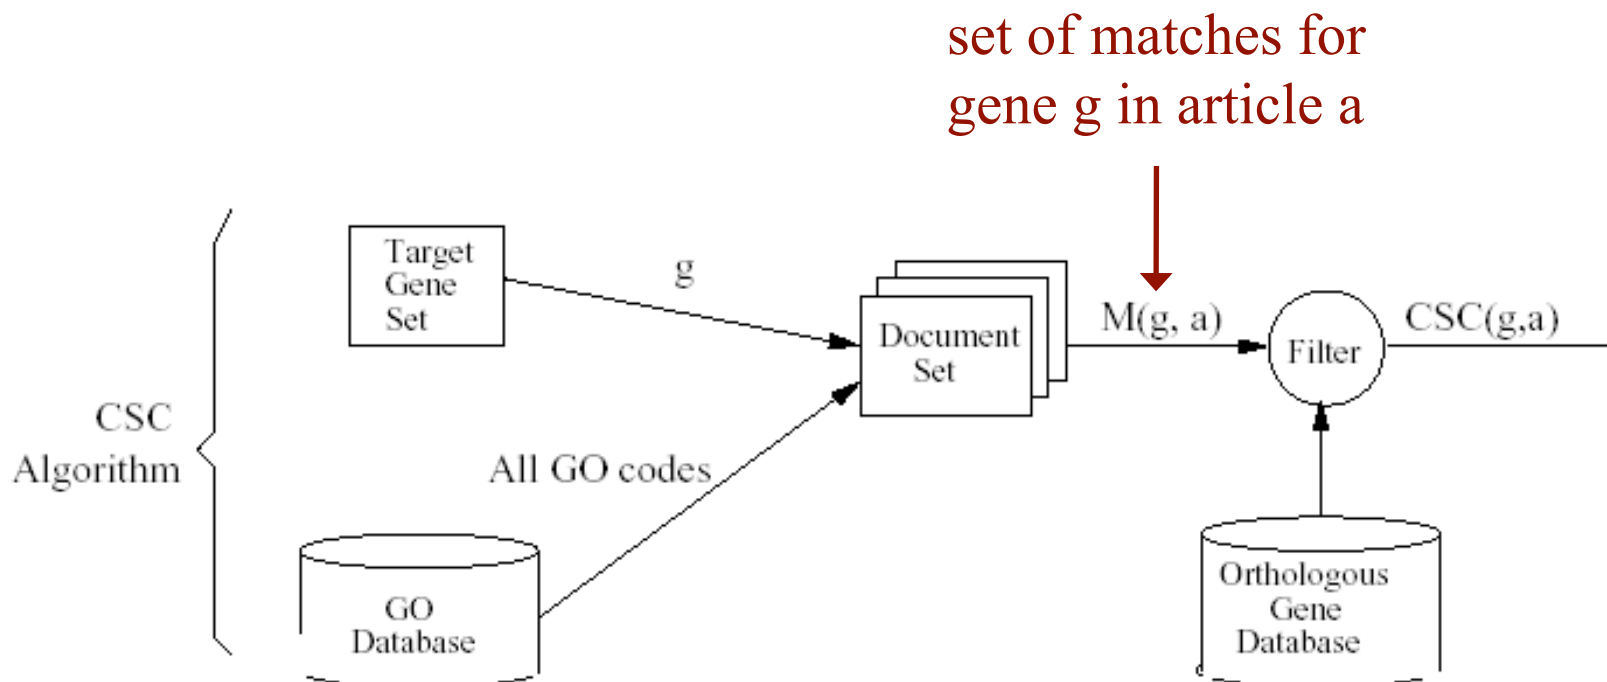 set of matches for
gene g in article a
Target
Gene
Set
g
Document
Set
M(g, a)
Filter
CSC(g,a)
CSC
Algorithm
All GO codes
GO
Database
Orthologous
Gene
Database